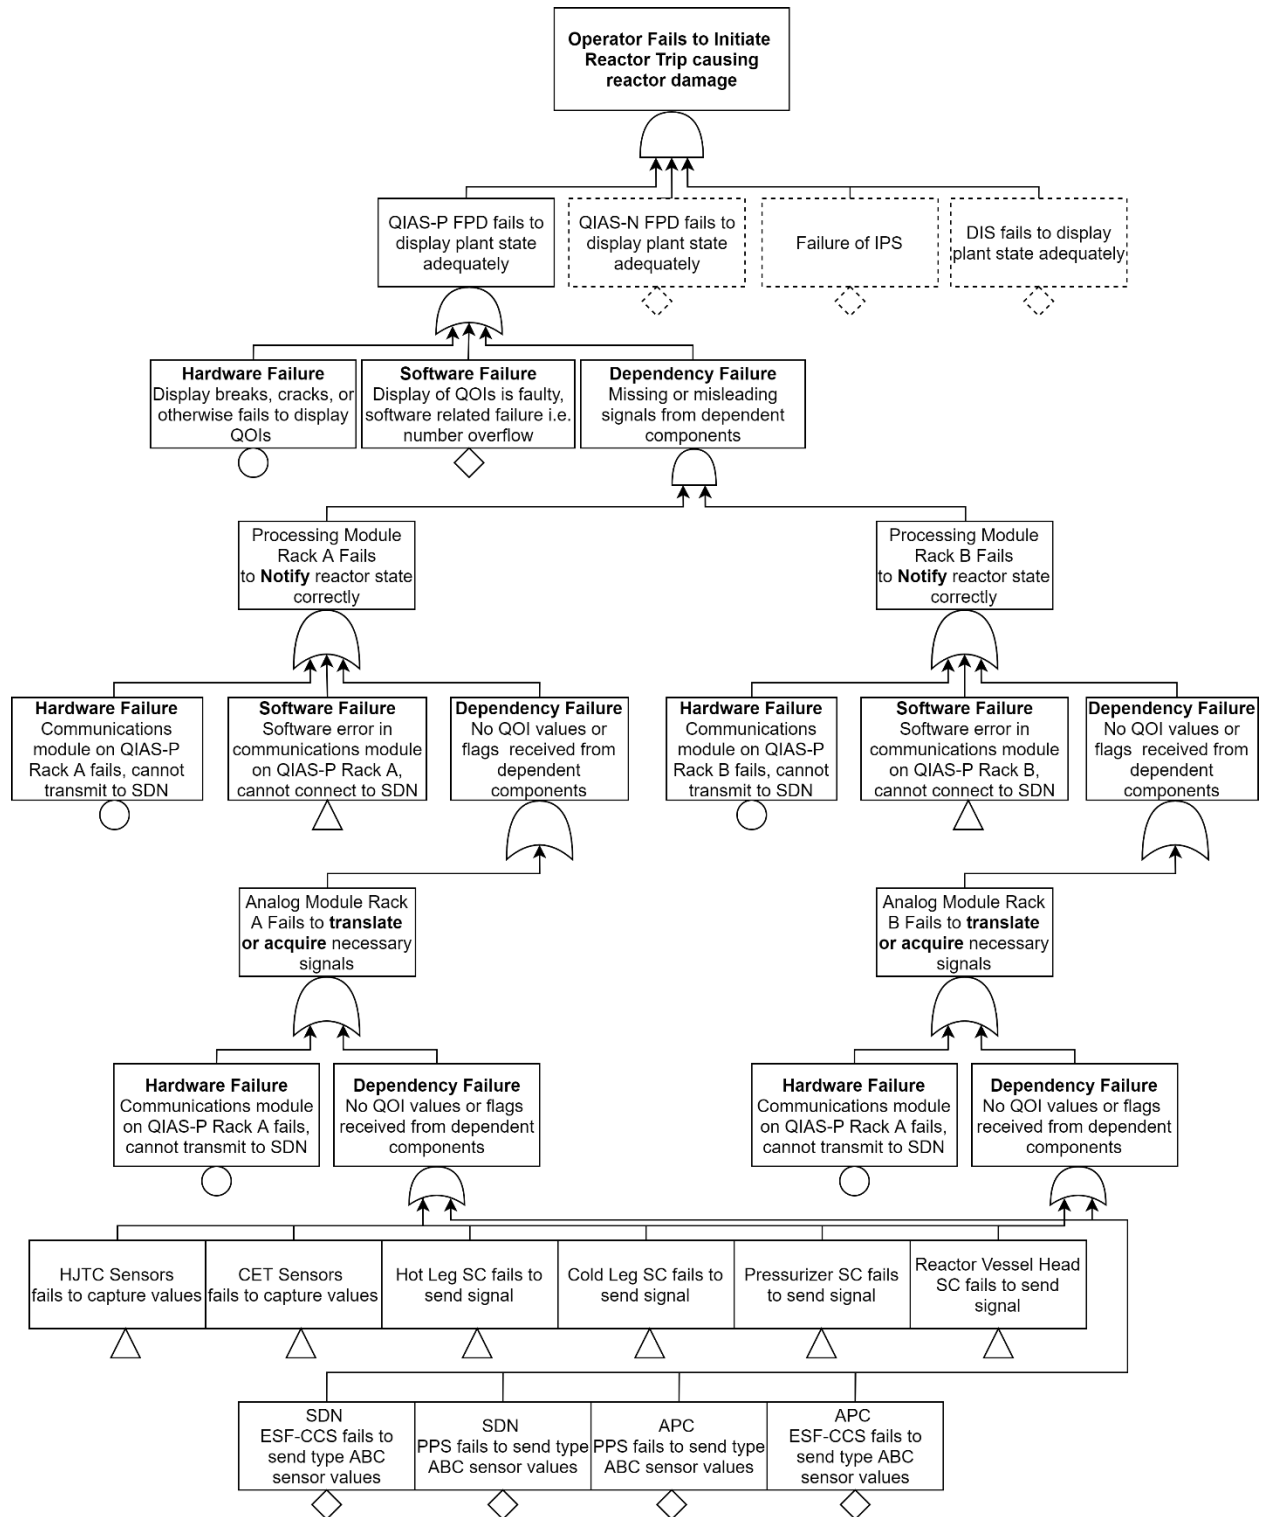 Operator Fails to Initiate
Reactor Trip causing
reactor damage
QIAS-P FPD fails to
display plant state
adequately
QIAS-N FPD fails to
display plant state
adequately
Failure of IPS
DIS fails to display
plant state adequately
Hardware Failure
Display breaks, cracks, or
otherwise fails to display
QOIs
Software Failure
Display of QOIs is faulty,
software related failure i.e.
number overflow
Dependency Failure
Missing or misleading
signals from dependent
components
Processing Module
Rack A Fails
to Notify reactor state
correctly
Processing Module
Rack B Fails
to Notify reactor state
correctly
Hardware Failure
Communications
module on QIAS-P
Rack A fails, cannot
transmit to SDN
Software Failure
Software error in
communications module
on QIAS-P Rack A,
cannot connect to SDN
Dependency Failure
No QOI values or
flags received from
dependent
components
Hardware Failure
Communications
module on QIAS-P
Rack B fails, cannot
transmit to SDN
Software Failure
Software error in
communications module
on QIAS-P Rack B,
cannot connect to SDN
Dependency Failure
No QOI values or
flags received from
dependent
components
Analog Module Rack
A Fails to translate
or acquire necessary
signals
Analog Module Rack
B Fails to translate
or acquire necessary
signals
Hardware Failure
Communications module
on QIAS-P Rack A fails,
cannot transmit to SDN
Dependency Failure
No QOI values or flags
received from dependent
components
Hardware Failure
Communications module
on QIAS-P Rack A fails,
cannot transmit to SDN
Dependency Failure
No QOI values or flags
received from dependent
components
HJTC Sensors
fails to capture values
CET Sensors
fails to capture values
Hot Leg SC fails to
send signal
Cold Leg SC fails to
send signal
Pressurizer SC fails
to send signal
Reactor Vessel Head
SC fails to send
signal
SDN
ESF-CCS fails to
send type ABC
sensor values
SDN
PPS fails to send type
ABC sensor values
APC
PPS fails to send type
ABC sensor values
APC
ESF-CCS fails to
send type ABC
sensor values